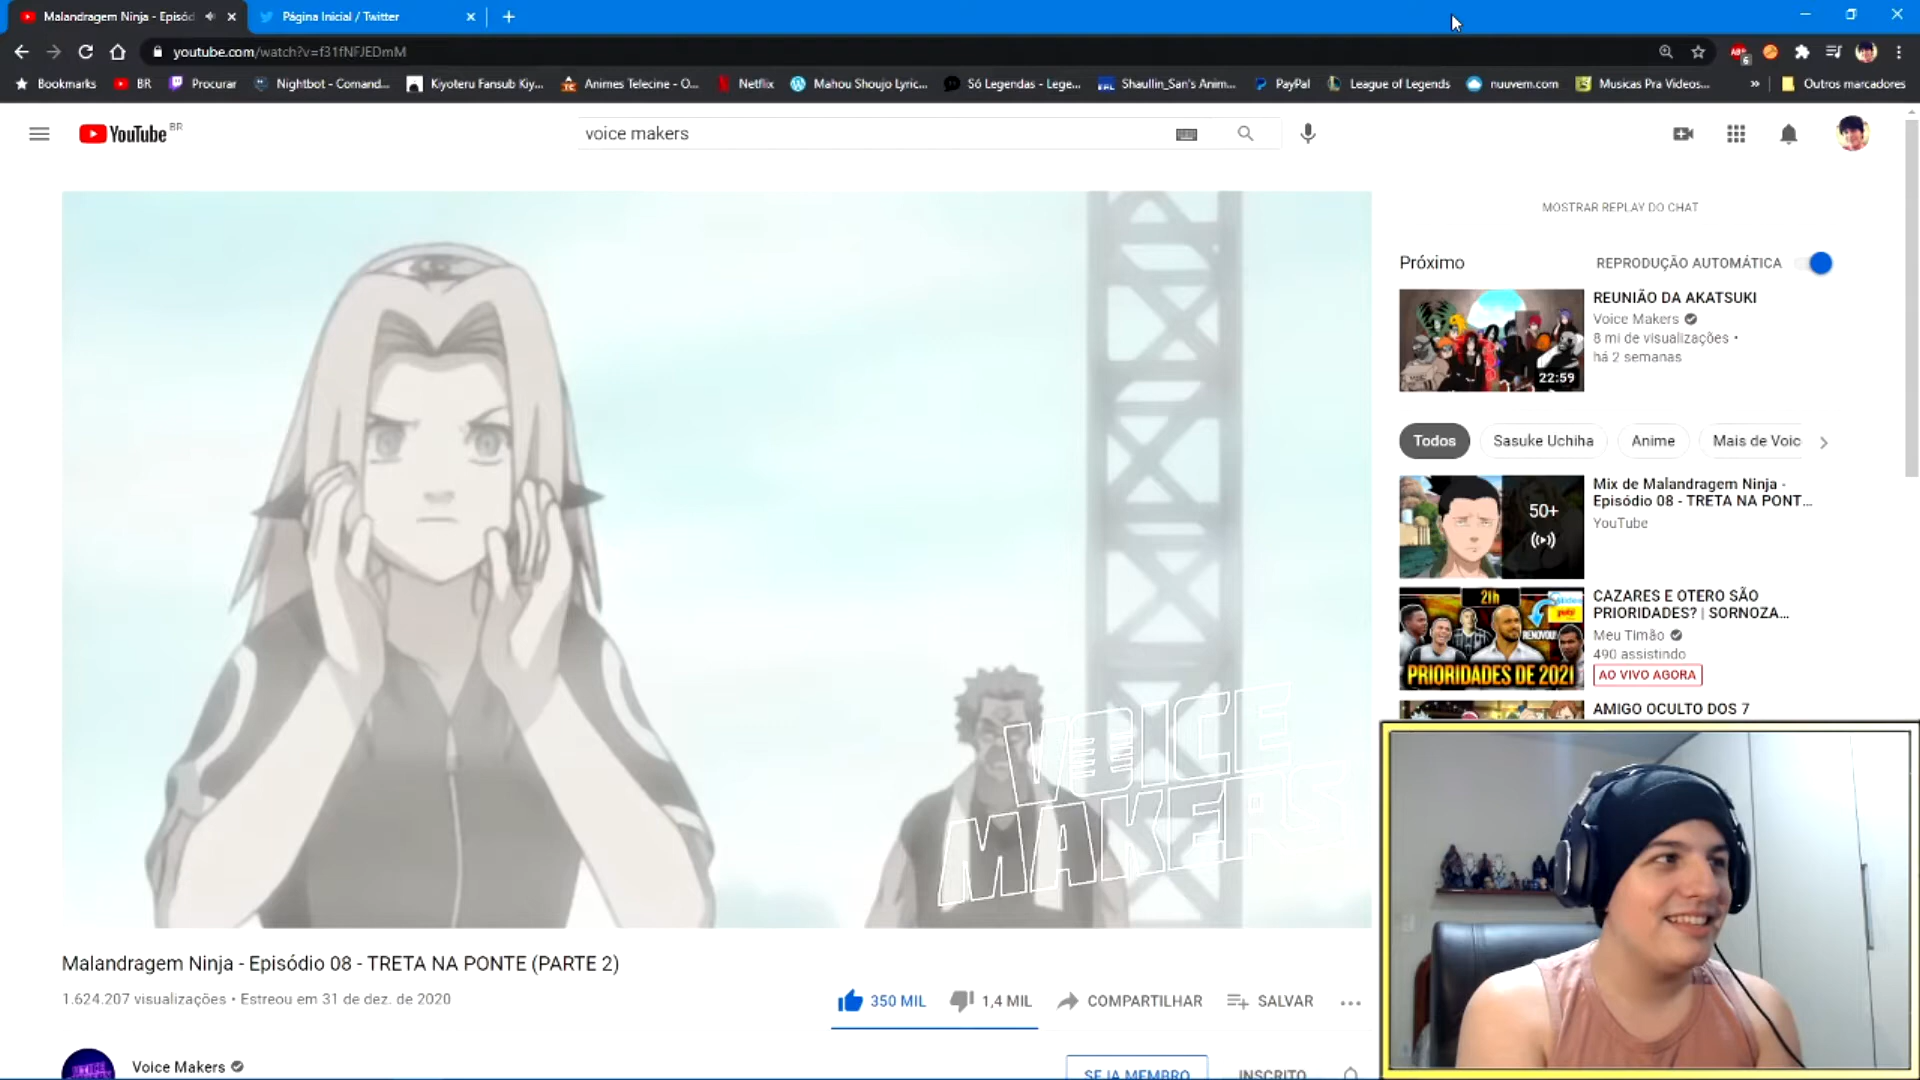 Malandragem Ninja - Episód
Página Inicial / Twitter
youtube.com/watch?v=f31fNFJEDmM
Bookmarks
BR
Procurar
Nightbot - Comand...
Kiyoteru Fansub Kiy...
Animes Telecine - O...
Netflix
Mahou Shoujo Lyric...
Só Legendas - Lege...
Shaullin_San's Anim...
PayPal
League of Legends
nuuvem.com
Musicas Pra Videos...
»
Outros marcadores
YouTube BR
voice makers
MOSTRAR REPLAY DO CHAT
Próximo
REPRODUÇÃO AUTOMÁTICA
REUNIÃO DA AKATSUKI
Voice Makers
8 mi de visualizações •
há 2 semanas
22:59
Todos
Sasuke Uchiha
Anime
Mais de Voic
Mix de Malandragem Ninja -
Episódio 08 - TRETA NA PONT...
YouTube
50+
CAZARES E OTERO SÃO
PRIORIDADES? | SORNOZA...
Meu Timão
490 assistindo
AO VIVO AGORA
21h
RENOVOU!
PRIORIDADES DE 2021
AMIGO OCULTO DOS 7
VOICE
MAKERS
Malandragem Ninja - Episódio 08 - TRETA NA PONTE (PARTE 2)
1.624.207 visualizações • Estreou em 31 de dez. de 2020
350 MIL
1,4 MIL
COMPARTILHAR
SALVAR
Voice Makers
SEJA MEMBRO
INSCRITO